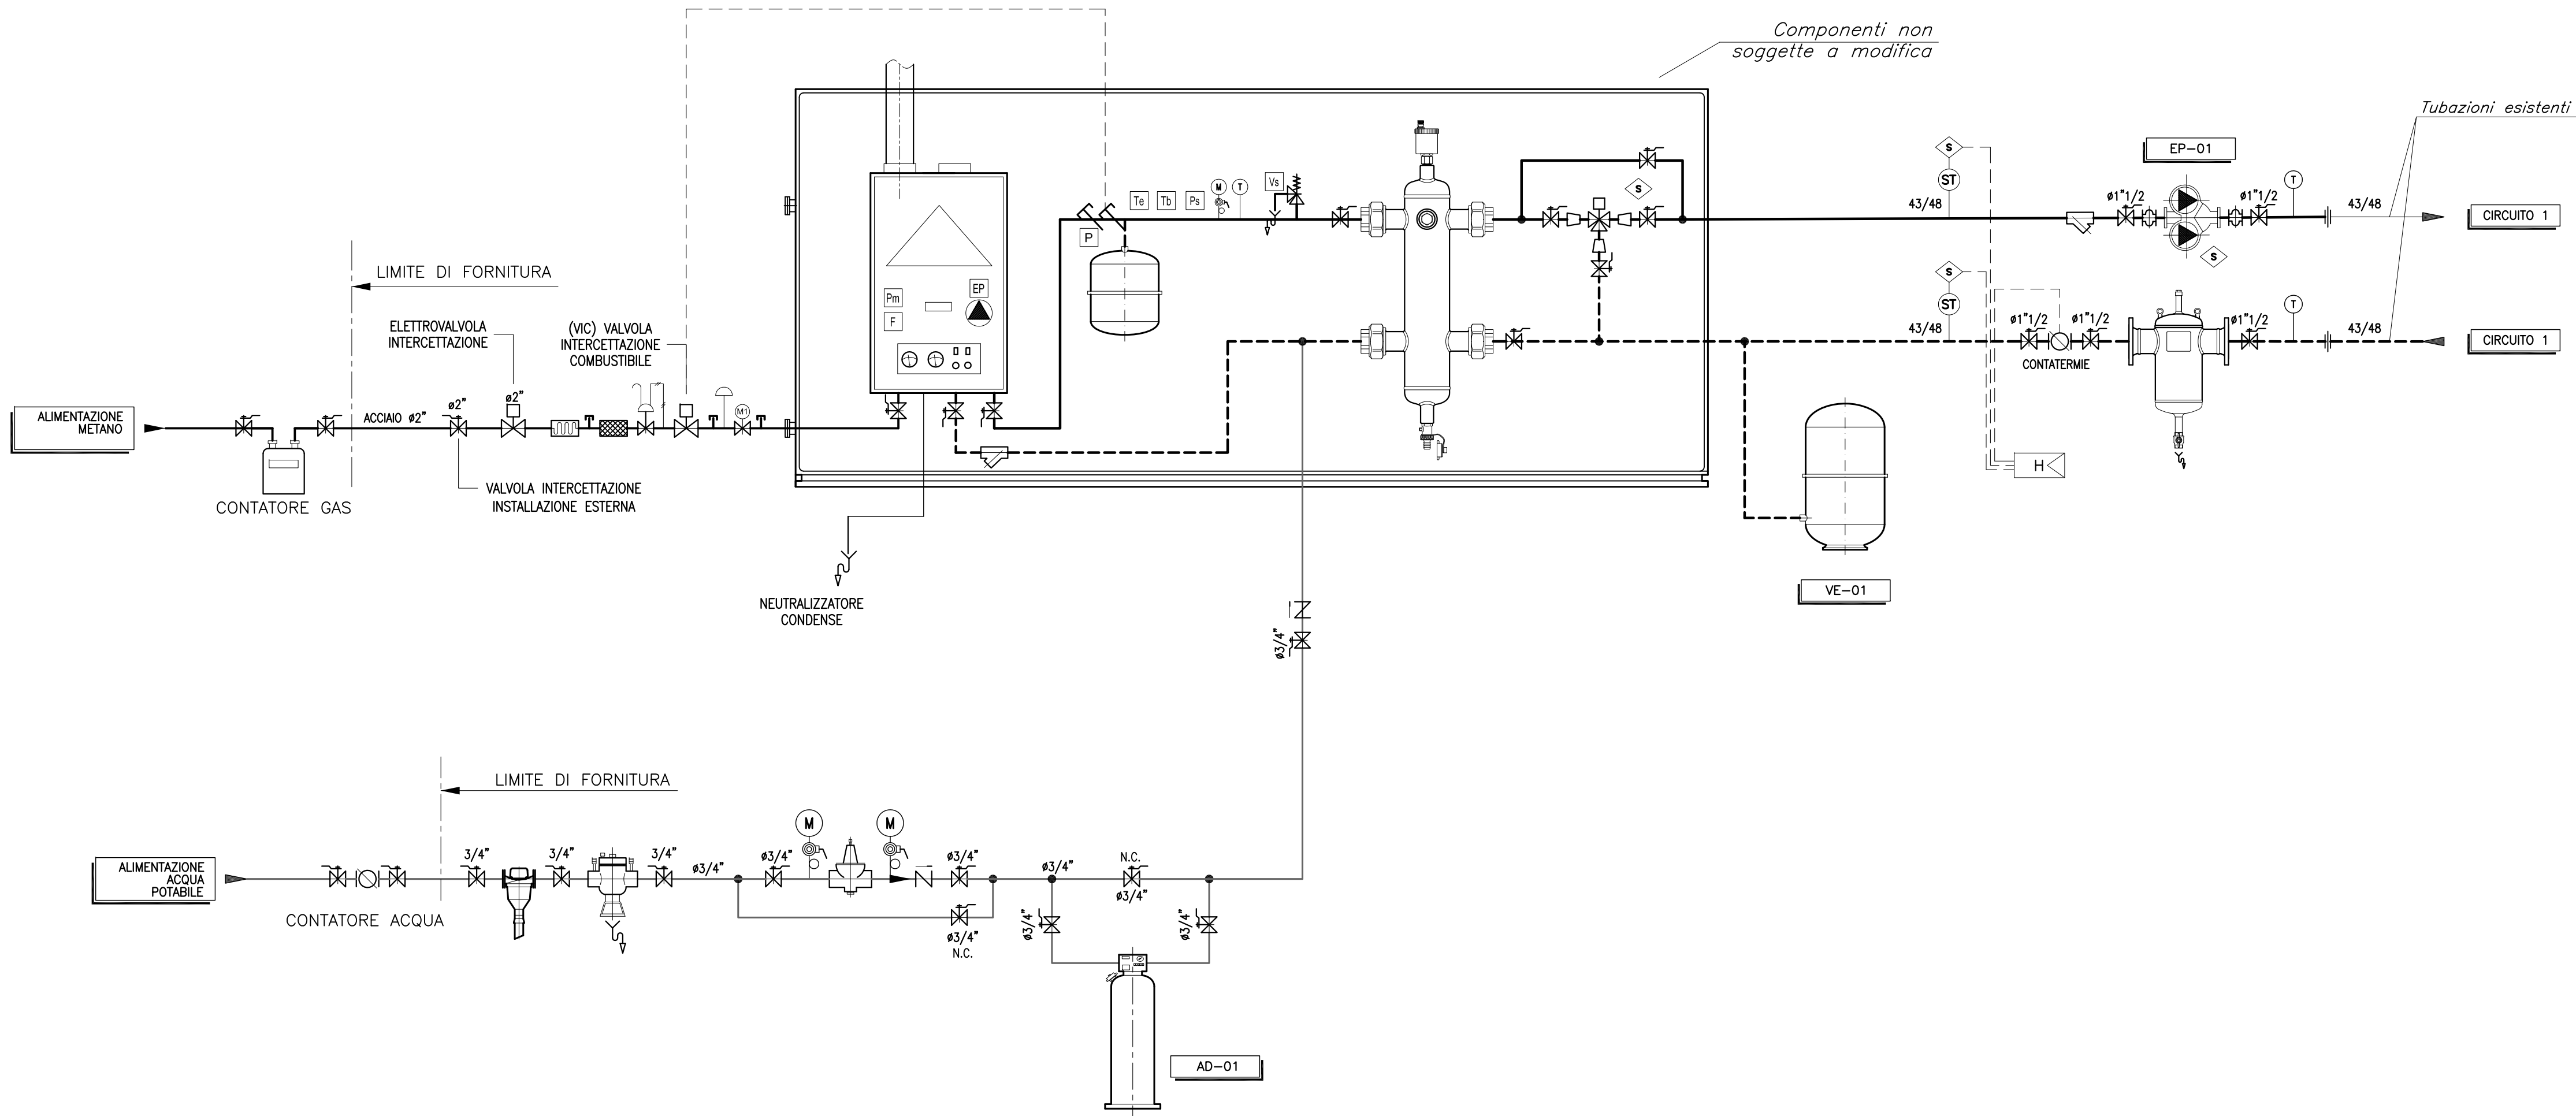 Componenti non
soggette a modifica
Tubazioni esistenti
EP-01
S
ST
43/48
ø1"1/2
ø1"1/2
T
43/48
CIRCUITO 1
S
Te
Tb
Ps
M
T
Vs
S
P
LIMITE DI FORNITURA
ELETTROVALVOLA
INTERCETTAZIONE
(VIC) VALVOLA
INTERCETTAZIONE
COMBUSTIBILE
Pm
F
EP
S
ST
43/48
ø1"1/2
ø1"1/2
CONTATERMIE
ø1"1/2
T
43/48
CIRCUITO 1
H
ALIMENTAZIONE
METANO
ACCIAIO ø2"
ø2"
ø2"
M1
CONTATORE GAS
VALVOLA INTERCETTAZIONE
INSTALLAZIONE ESTERNA
NEUTRALIZZATORE
CONDENSE
VE-01
ø3/4"
LIMITE DI FORNITURA
ALIMENTAZIONE
ACQUA
POTABILE
CONTATORE ACQUA
3/4"
3/4"
3/4"
ø3/4"
ø3/4"
M
M
ø3/4"
ø3/4"
N.C.
ø3/4"
N.C.
ø3/4"
ø3/4"
ø3/4"
AD-01